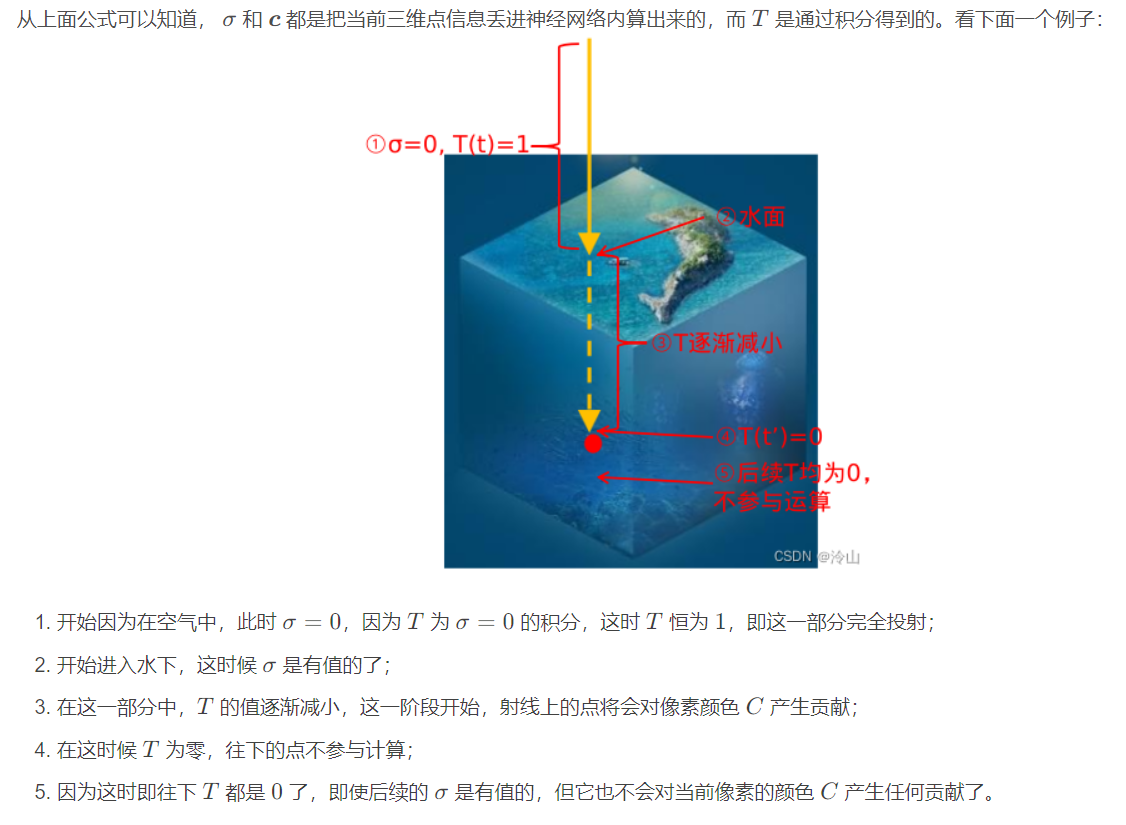 从上面公式可以知道， σ 和 c 都是把当前三维点信息丢进神经网络内算出来的，而 T 是通过积分得到的。看下面一个例子：
①σ=0, T(t)=1
②水面
③T逐渐减小
④T(t')=0
⑤后续T均为0，
不参与运算
CSDN @泠山
1. 开始因为在空气中，此时 σ = 0，因为 T 为 σ = 0 的积分，这时 T 恒为 1，即这一部分完全投射；
2. 开始进入水下，这时候 σ 是有值的了；
3. 在这一部分中，T 的值逐渐减小，这一阶段开始，射线上的点将会对像素颜色 C 产生贡献；
4. 在这时候 T 为零，往下的点不参与计算；
5. 因为这时即往下 T 都是 0 了，即使后续的 σ 是有值的，但它也不会对当前像素的颜色 C 产生任何贡献了。